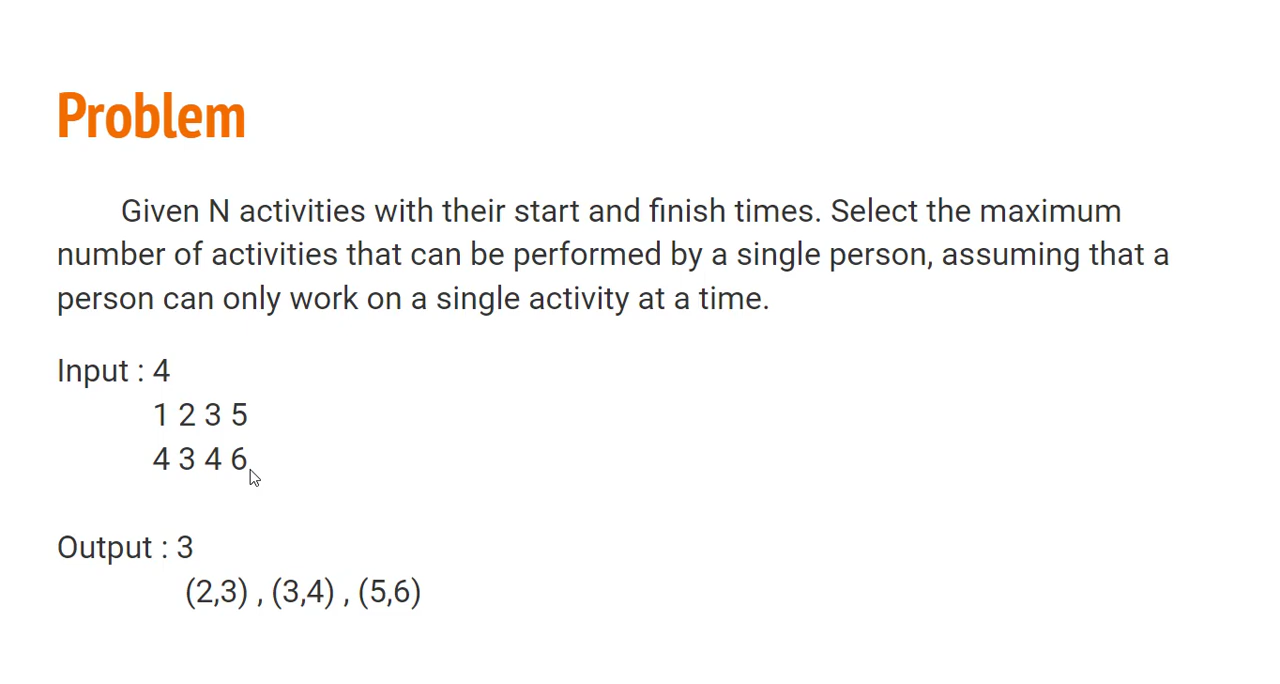 Problem
Given N activities with their start and finish times. Select the maximum
number of activities that can be performed by a single person, assuming that a
person can only work on a single activity at a time.
Input : 4
1 2 3 5
4 3 4 6
Output : 3
(2,3) , (3,4) , (5,6)